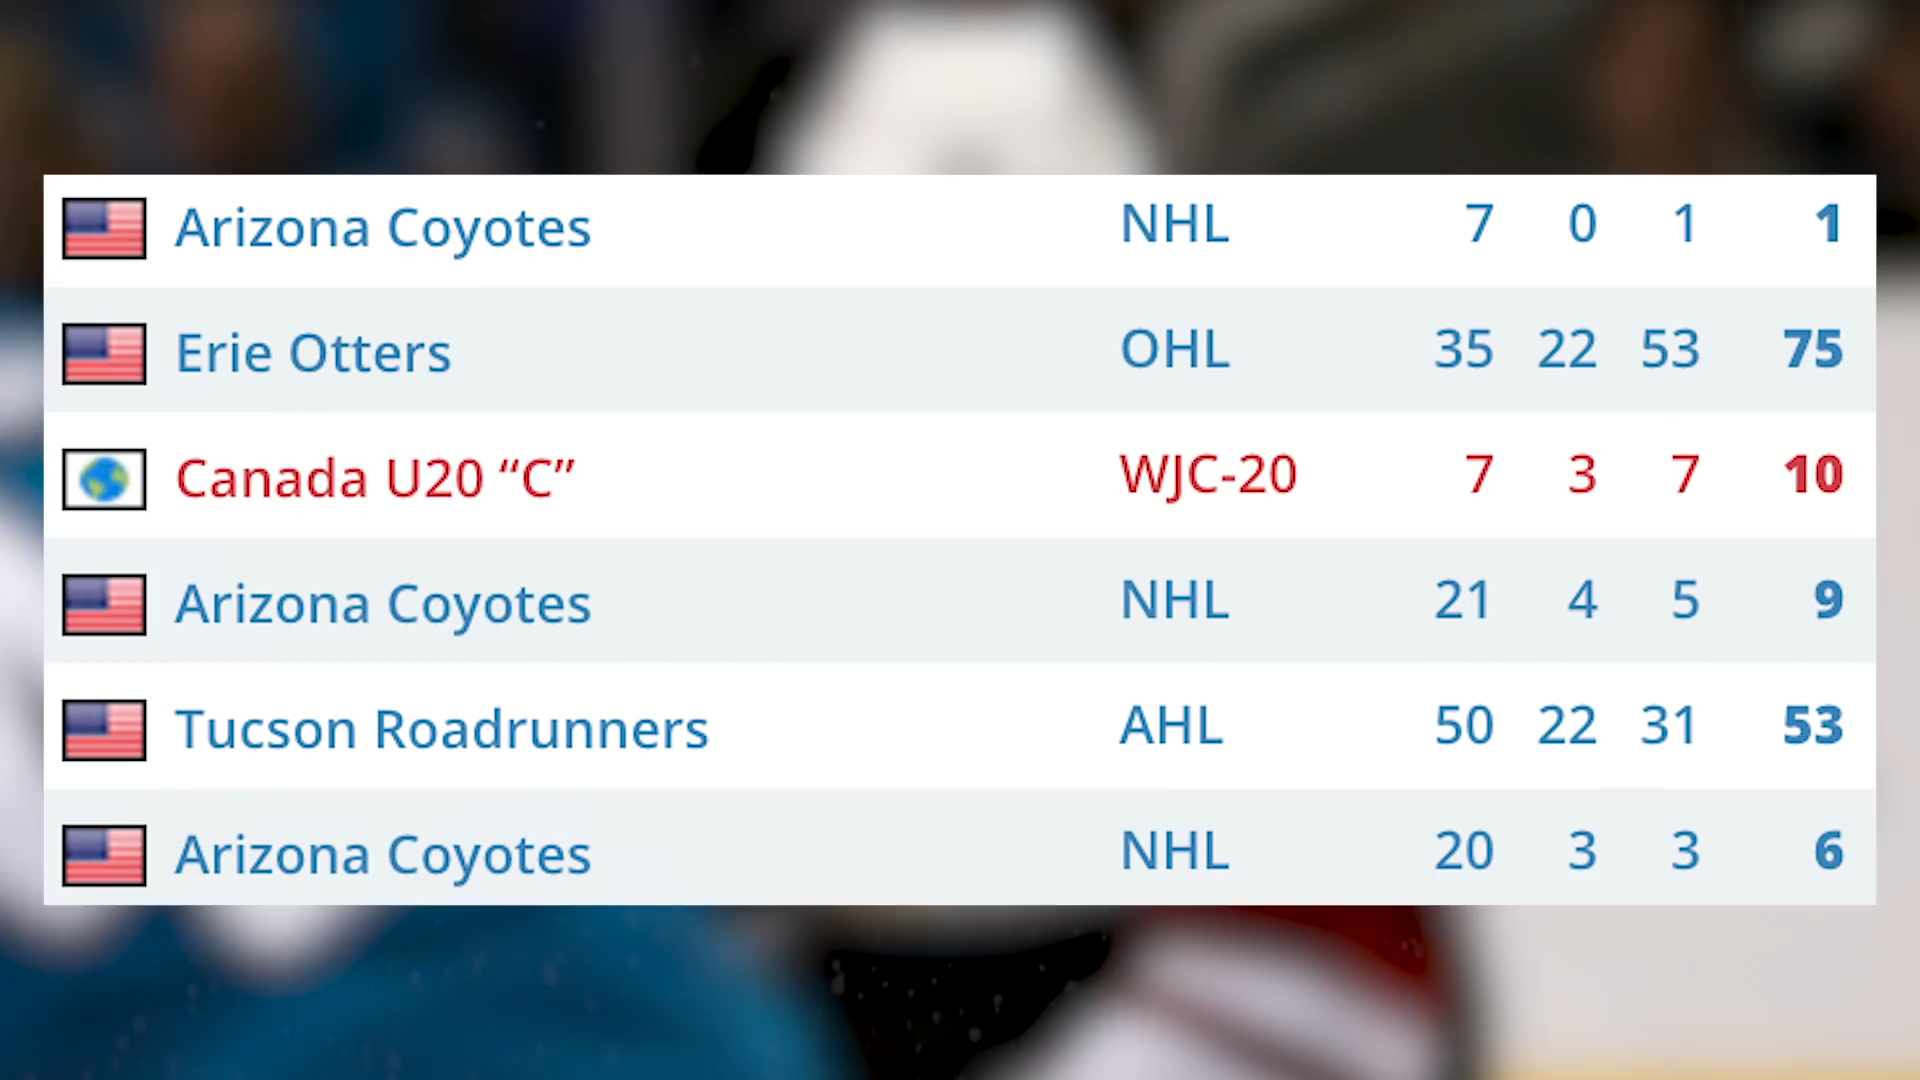 Arizona Coyotes NHL 7 0 1 1
Erie Otters OHL 35 22 53 75
Canada U20 “C” WJC-20 7 3 7 10
Arizona Coyotes NHL 21 4 5 9
Tucson Roadrunners AHL 50 22 31 53
Arizona Coyotes NHL 20 3 3 6